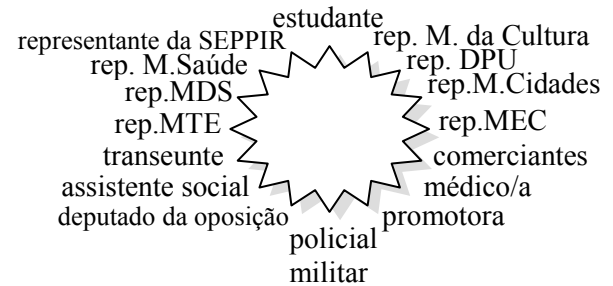 estudante
representante da SEPPIR
rep. M. da Cultura
rep. M.Saúde
rep. DPU
rep.MDS
rep.M.Cidades
rep.MTE
rep.MEC
transeunte
comerciantes
assistente social
médico/a
deputado da oposição
promotora
policial
militar